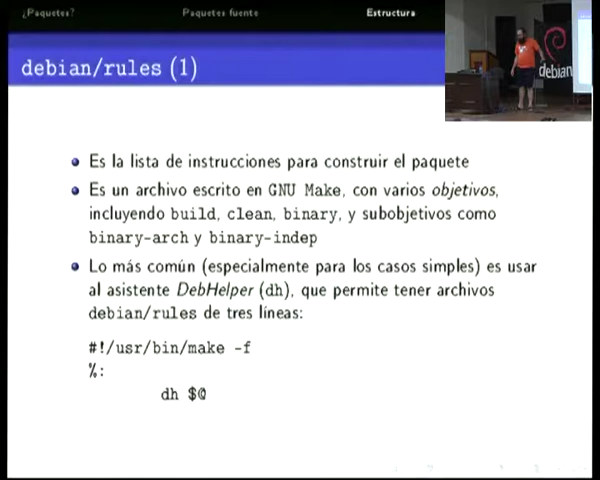 ¿Paquetes?
Paquetes fuente
Estructura
debian/rules (1)
debian
Es la lista de instrucciones para construir el paquete
Es un archivo escrito en GNU Make, con varios objetivos,
incluyendo build, clean, binary, y subobjetivos como
binary-arch y binary-indep
Lo más común (especialmente para los casos simples) es usar
al asistente DebHelper (dh), que permite tener archivos
debian/rules de tres líneas:
#!/usr/bin/make -f
%:
dh $@